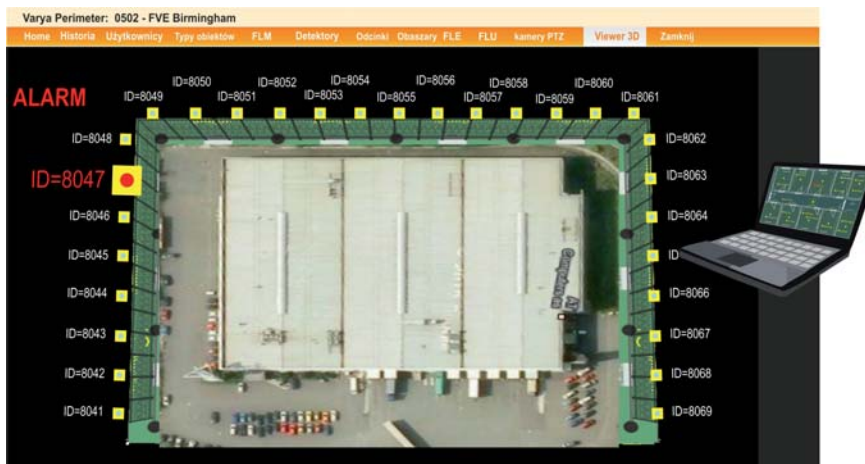 Varya Perimeter: 0502 - FVE Birmingham
Home Historia Użytkownicy Typy obiektów FLM Detektory Odcinki Obaszary FLE FLU kamery PTZ Viewer 3D Zamknij
ALARM
ID=8050 ID=8052 ID=8054 ID=8056 ID=8058 ID=8060
ID=8049 ID=8051 ID=8053 ID=8055 ID=8057 ID=8059 ID=8061
ID=8048 ID=8062
ID=8047 ID=8063
ID=8046 ID=8064
ID=8045 ID
ID=8044 ID=8066
ID=8043 ID=8067
ID=8042 ID=8068
ID=8041 ID=8069